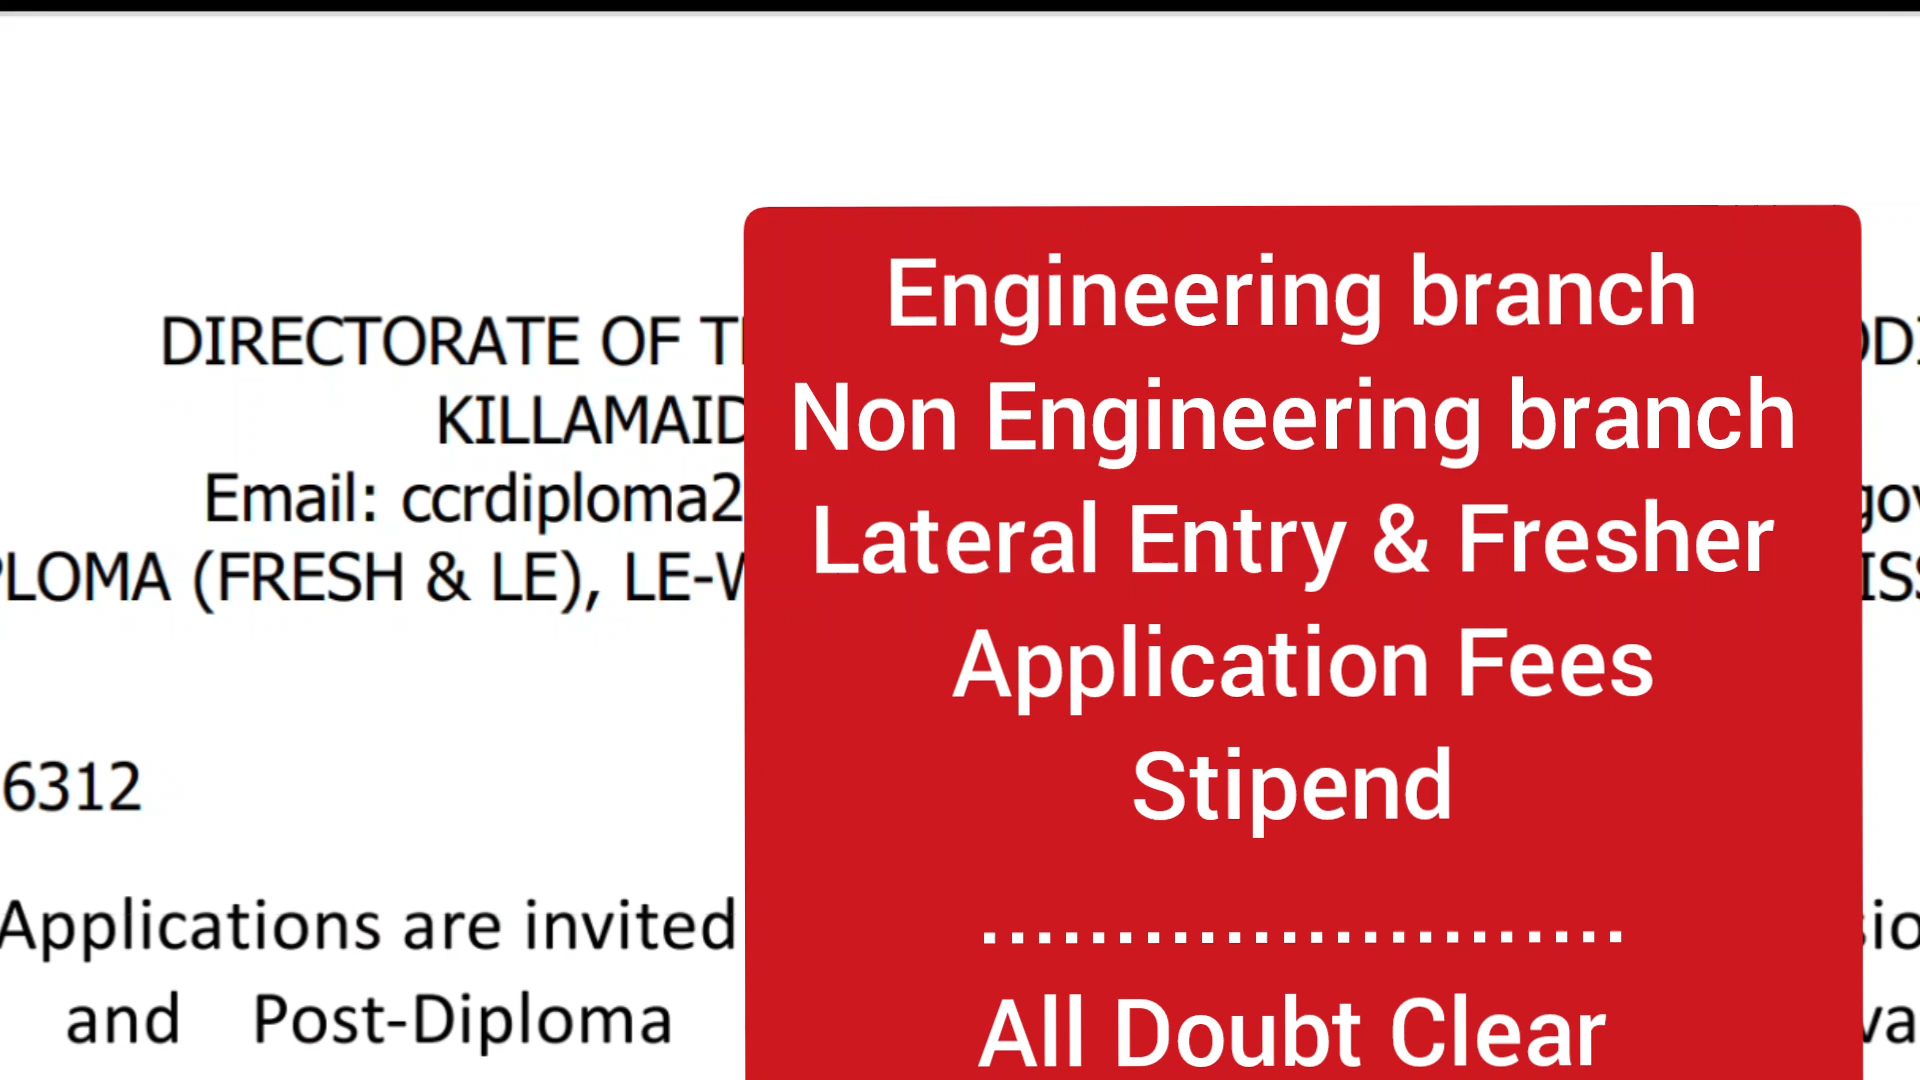 DIRECTORATE OF
KILLAMAID
Email: ccrdiploma2
PLOMA (FRESH & LE), LE-W
6312
Applications are invited
and Post-Diploma
Engineering branch
Non Engineering branch
Lateral Entry & Fresher
Application Fees
Stipend
.......................
All Doubt Clear